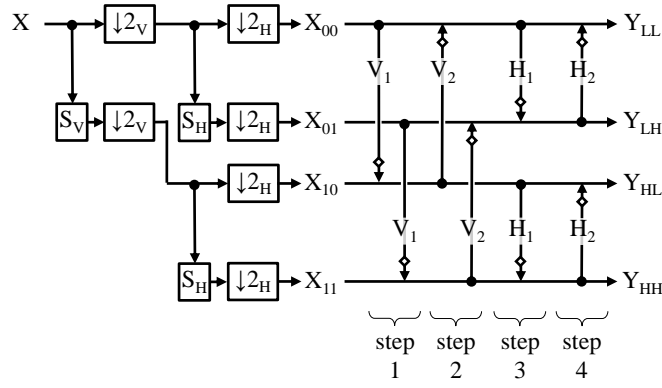 X ↓2V ↓2H X00 YLL
V1 V2 H1 H2
SV ↓2V SH ↓2H X01 YLH
↓2H X10 YHL
V1 V2 H1 H2
SH ↓2H X11 YHH
step step step step
1 2 3 4